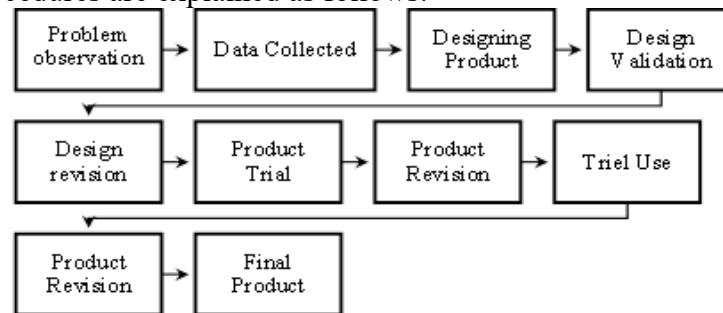 edures are explained as follows:
Problem
observation
Data Collected
Designing
Product
Design
Validation
Design
revision
Product
Trial
Product
Revision
Triel Use
Product
Revision
Final
Product